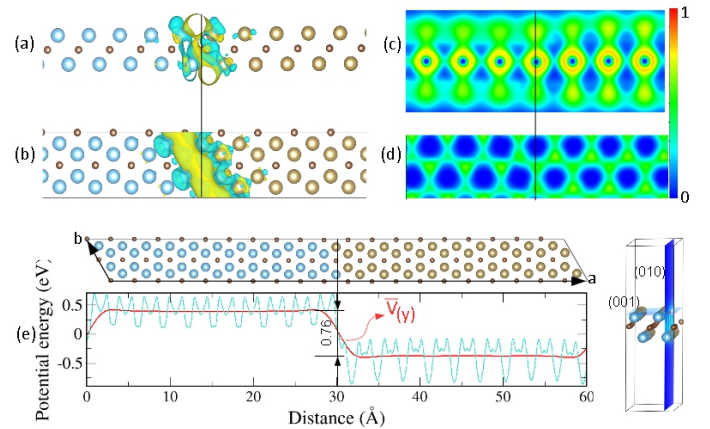 (a)
(c)
1
(b)
(d)
0
b
a
(010)
(001)
(e)
Potential energy (eV)
0.5
0
-0.5
0.76
V̅(y)
0 10 20 30 40 50 60
Distance (Å)